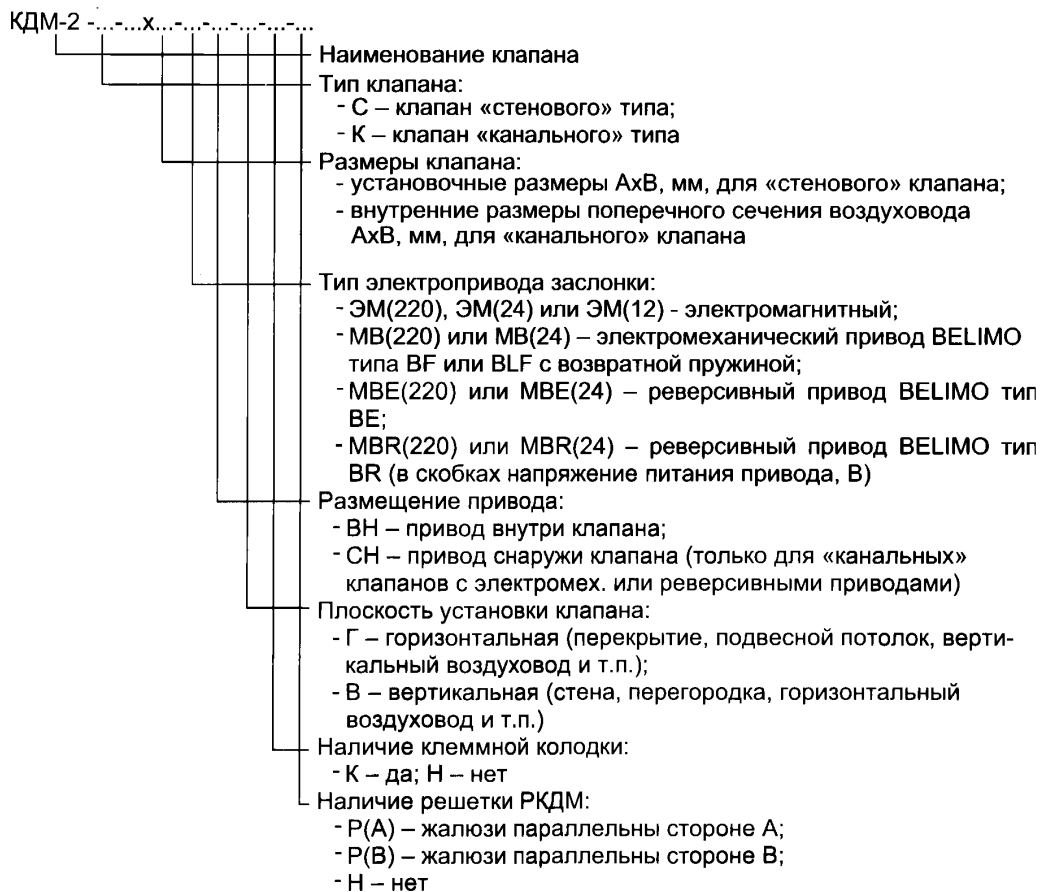 КДМ-2 -...-...х...-...-...-...-...-...
Наименование клапана
Тип клапана:
- С – клапан «стенового» типа;
- К – клапан «канального» типа
Размеры клапана:
- установочные размеры АхВ, мм, для «стенового» клапана;
- внутренние размеры поперечного сечения воздуховода
АхВ, мм, для «канального» клапана
Тип электропривода заслонки:
- ЭМ(220), ЭМ(24) или ЭМ(12) - электромагнитный;
- МВ(220) или МВ(24) – электромеханический привод BELIMO
типа BF или BLF с возвратной пружиной;
- МВЕ(220) или МВЕ(24) – реверсивный привод BELIMO тип
ВЕ;
- MBR(220) или MBR(24) – реверсивный привод BELIMO тип
BR (в скобках напряжение питания привода, В)
Размещение привода:
- ВН – привод внутри клапана;
- СН – привод снаружи клапана (только для «канальных»
клапанов с электромех. или реверсивными приводами)
Плоскость установки клапана:
- Г – горизонтальная (перекрытие, подвесной потолок, верти-
кальный воздуховод и т.п.);
- В – вертикальная (стена, перегородка, горизонтальный
воздуховод и т.п.)
Наличие клеммной колодки:
- К – да; Н – нет
Наличие решетки РКДМ:
- Р(А) – жалюзи параллельны стороне А;
- Р(В) – жалюзи параллельны стороне В;
- Н – нет